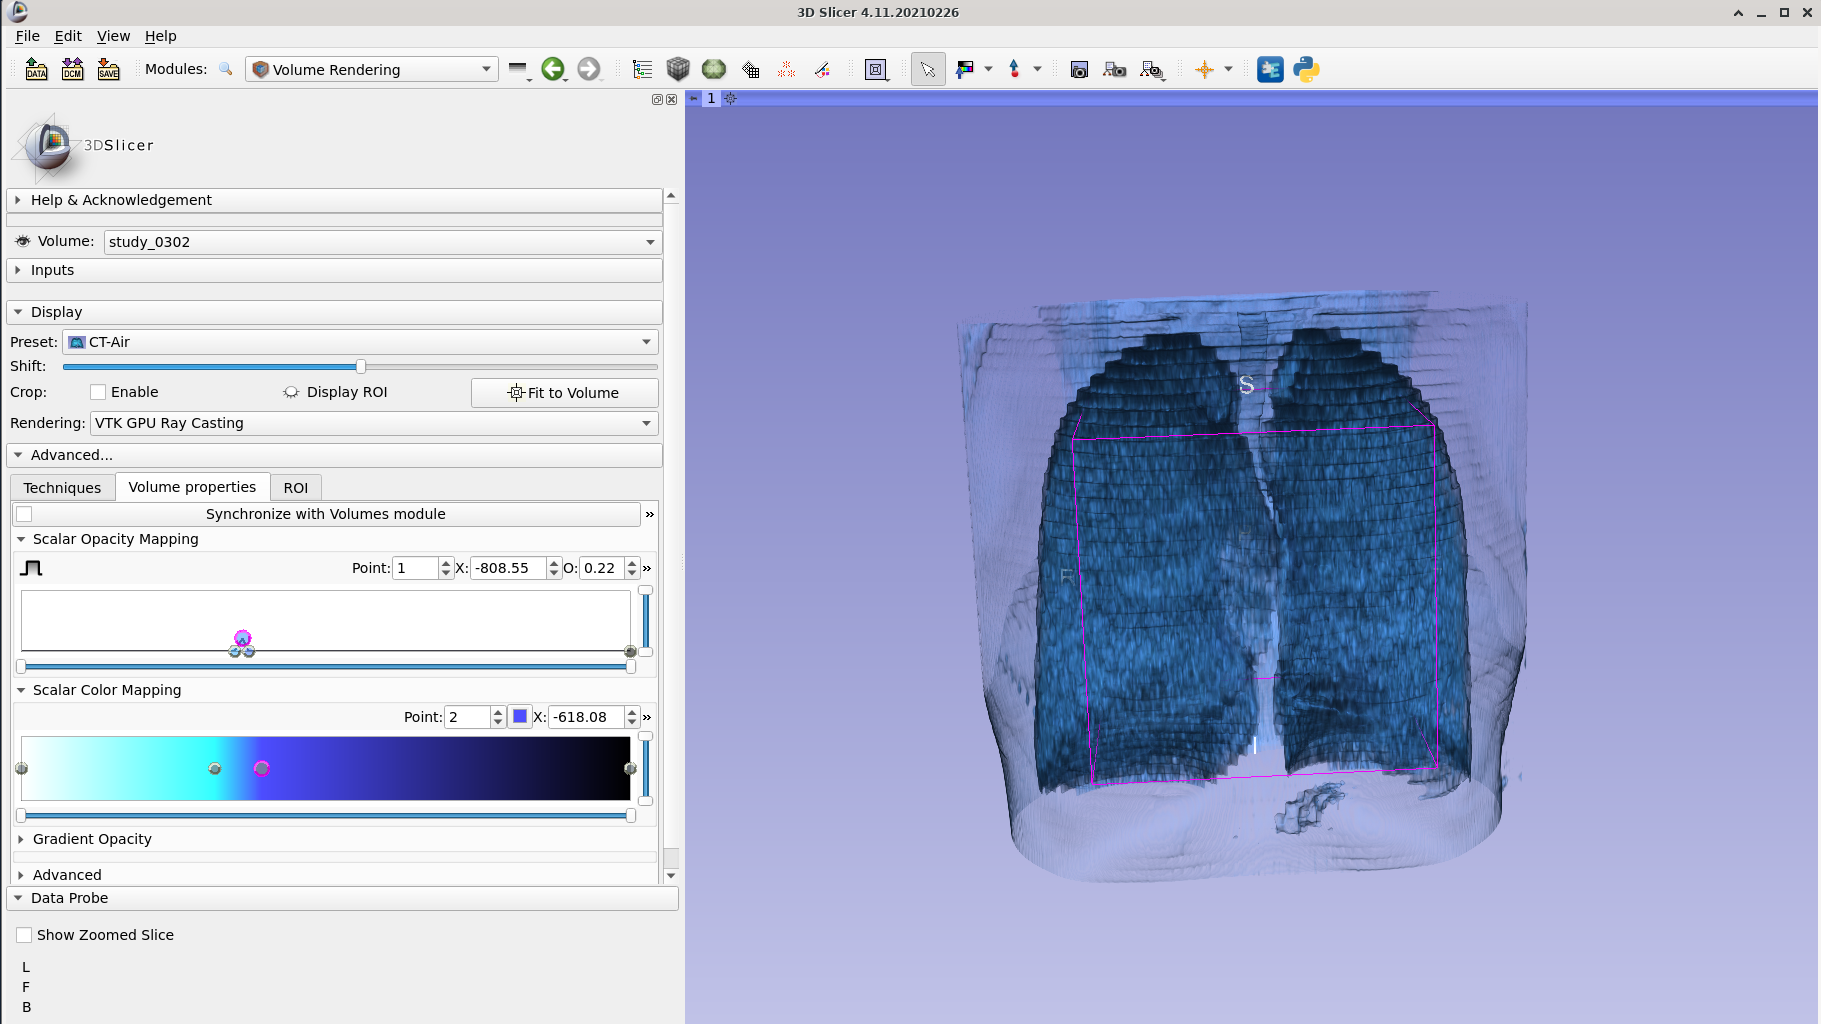 3D Slicer 4.11.20210226
File Edit View Help
DATA DCM SAVE Modules: Volume Rendering
1
3DSlicer
Help & Acknowledgement
Volume: study_0302
Inputs
Display
Preset: CT-Air
Shift:
Crop: Enable Display ROI Fit to Volume
Rendering: VTK GPU Ray Casting
Advanced...
Techniques Volume properties ROI
Synchronize with Volumes module »
Scalar Opacity Mapping
Point: 1 X: -808.55 O: 0.22 »
Scalar Color Mapping
Point: 2 X: -618.08 »
Gradient Opacity
Advanced
Data Probe
Show Zoomed Slice
L
F
B
S
R
I